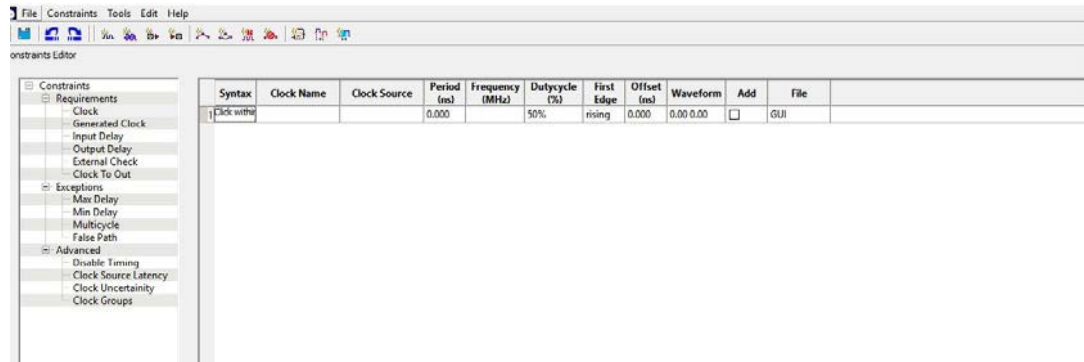 File Constraints Tools Edit Help
onstraints Editor
Constraints
Requirements
Clock
Generated Clock
Input Delay
Output Delay
External Check
Clock To Out
Exceptions
Max Delay
Min Delay
Multicycle
False Path
Advanced
Disable Timing
Clock Source Latency
Clock Uncertainity
Clock Groups
Syntax Clock Name Clock Source Period (ns) Frequency (MHz) Dutycycle (%) First Edge Offset (ns) Waveform Add File
1 Click within 0.000 50% rising 0.000 0.00 0.00 GUI